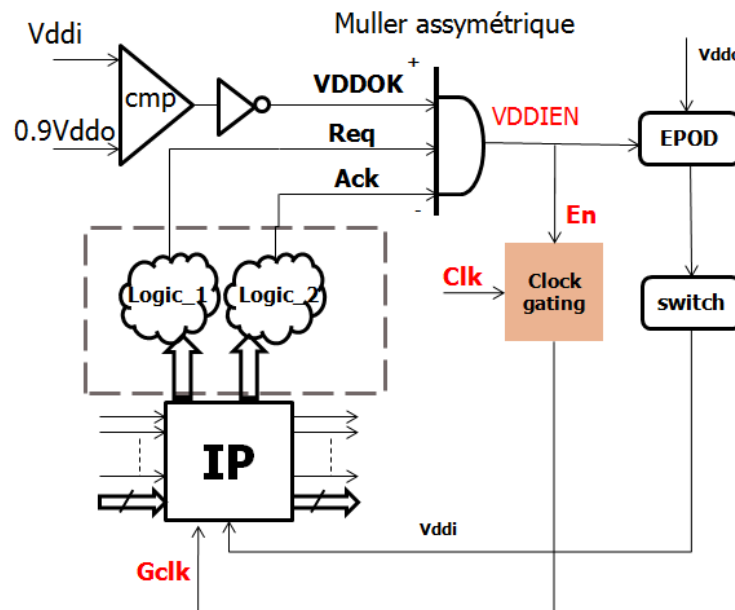 Muller assymétrique
Vddi
cmp
0.9Vddo
VDDOK
+
Req
Ack
-
VDDIEN
Vddo
EPOD
En
Clk
Clock
gating
switch
Logic_1
Logic_2
IP
Vddi
Gclk